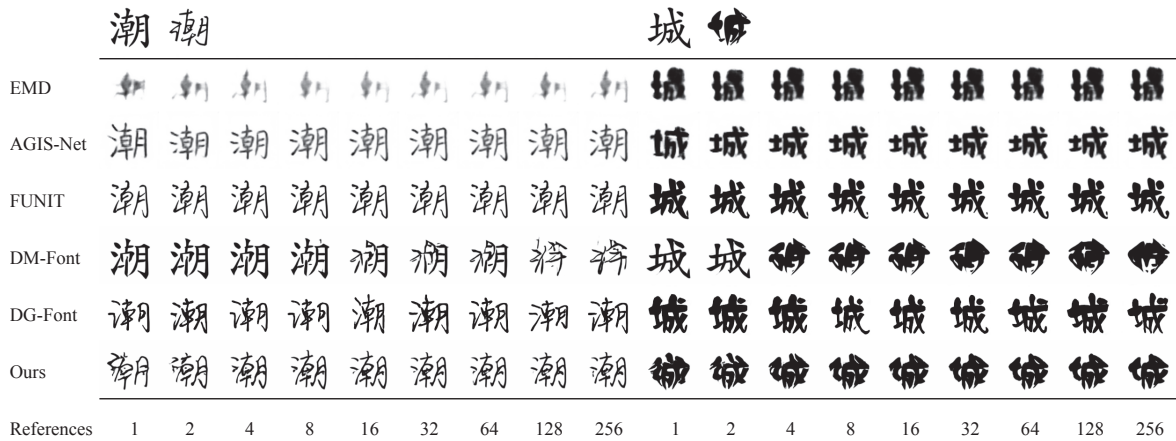 潮 潮 城 城
EMD
AGIS-Net 潮 潮 潮 潮 潮 潮 潮 潮 潮 城 城 城 城 城 城 城 城 城
FUNIT 潮 潮 潮 潮 潮 潮 潮 潮 潮 城 城 城 城 城 城 城 城 城
DM-Font 潮 潮 潮 潮 城 城
DG-Font 潮 潮 潮 潮 潮 潮 潮 潮 潮 城 城 城 城 城 城 城 城 城
Ours 潮 潮 潮 潮 潮 潮 潮 潮 潮 城 城 城 城 城 城 城 城 城
References 1 2 4 8 16 32 64 128 256 1 2 4 8 16 32 64 128 256